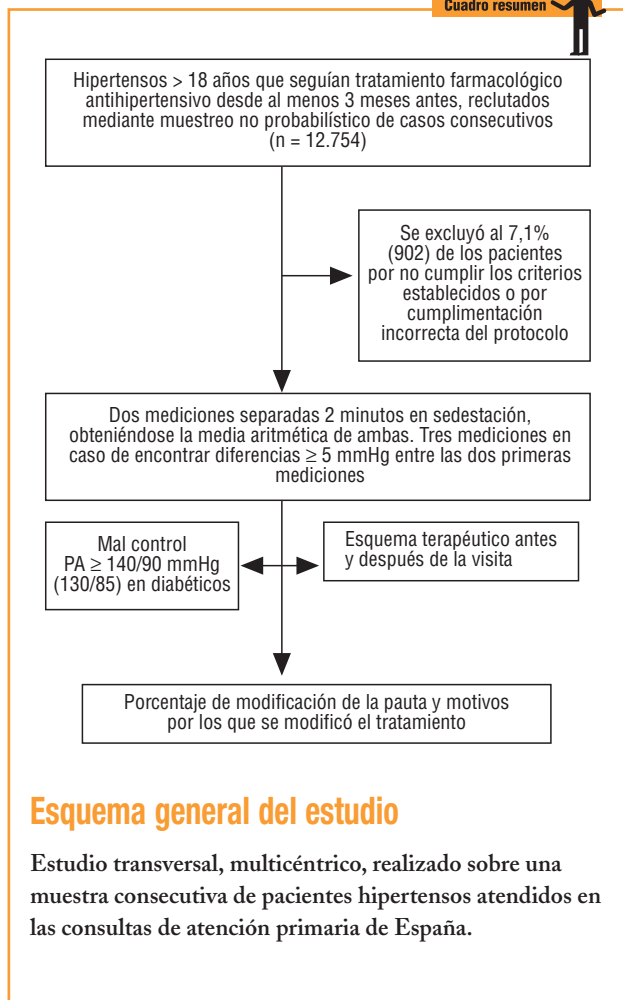 Cuadro resumen
Hipertensos > 18 años que seguían tratamiento farmacológico
antihipertensivo desde al menos 3 meses antes, reclutados
mediante muestreo no probabilístico de casos consecutivos
(n = 12.754)
Se excluyó al 7,1%
(902) de los pacientes
por no cumplir los criterios
establecidos o por
cumplimentación
incorrecta del protocolo
Dos mediciones separadas 2 minutos en sedestación,
obteniéndose la media aritmética de ambas. Tres mediciones en
caso de encontrar diferencias ≥ 5 mmHg entre las dos primeras
mediciones
Mal control
PA ≥ 140/90 mmHg
(130/85) en diabéticos
Esquema terapéutico antes
y después de la visita
Porcentaje de modificación de la pauta y motivos
por los que se modificó el tratamiento
Esquema general del estudio
Estudio transversal, multicéntrico, realizado sobre una
muestra consecutiva de pacientes hipertensos atendidos en
las consultas de atención primaria de España.